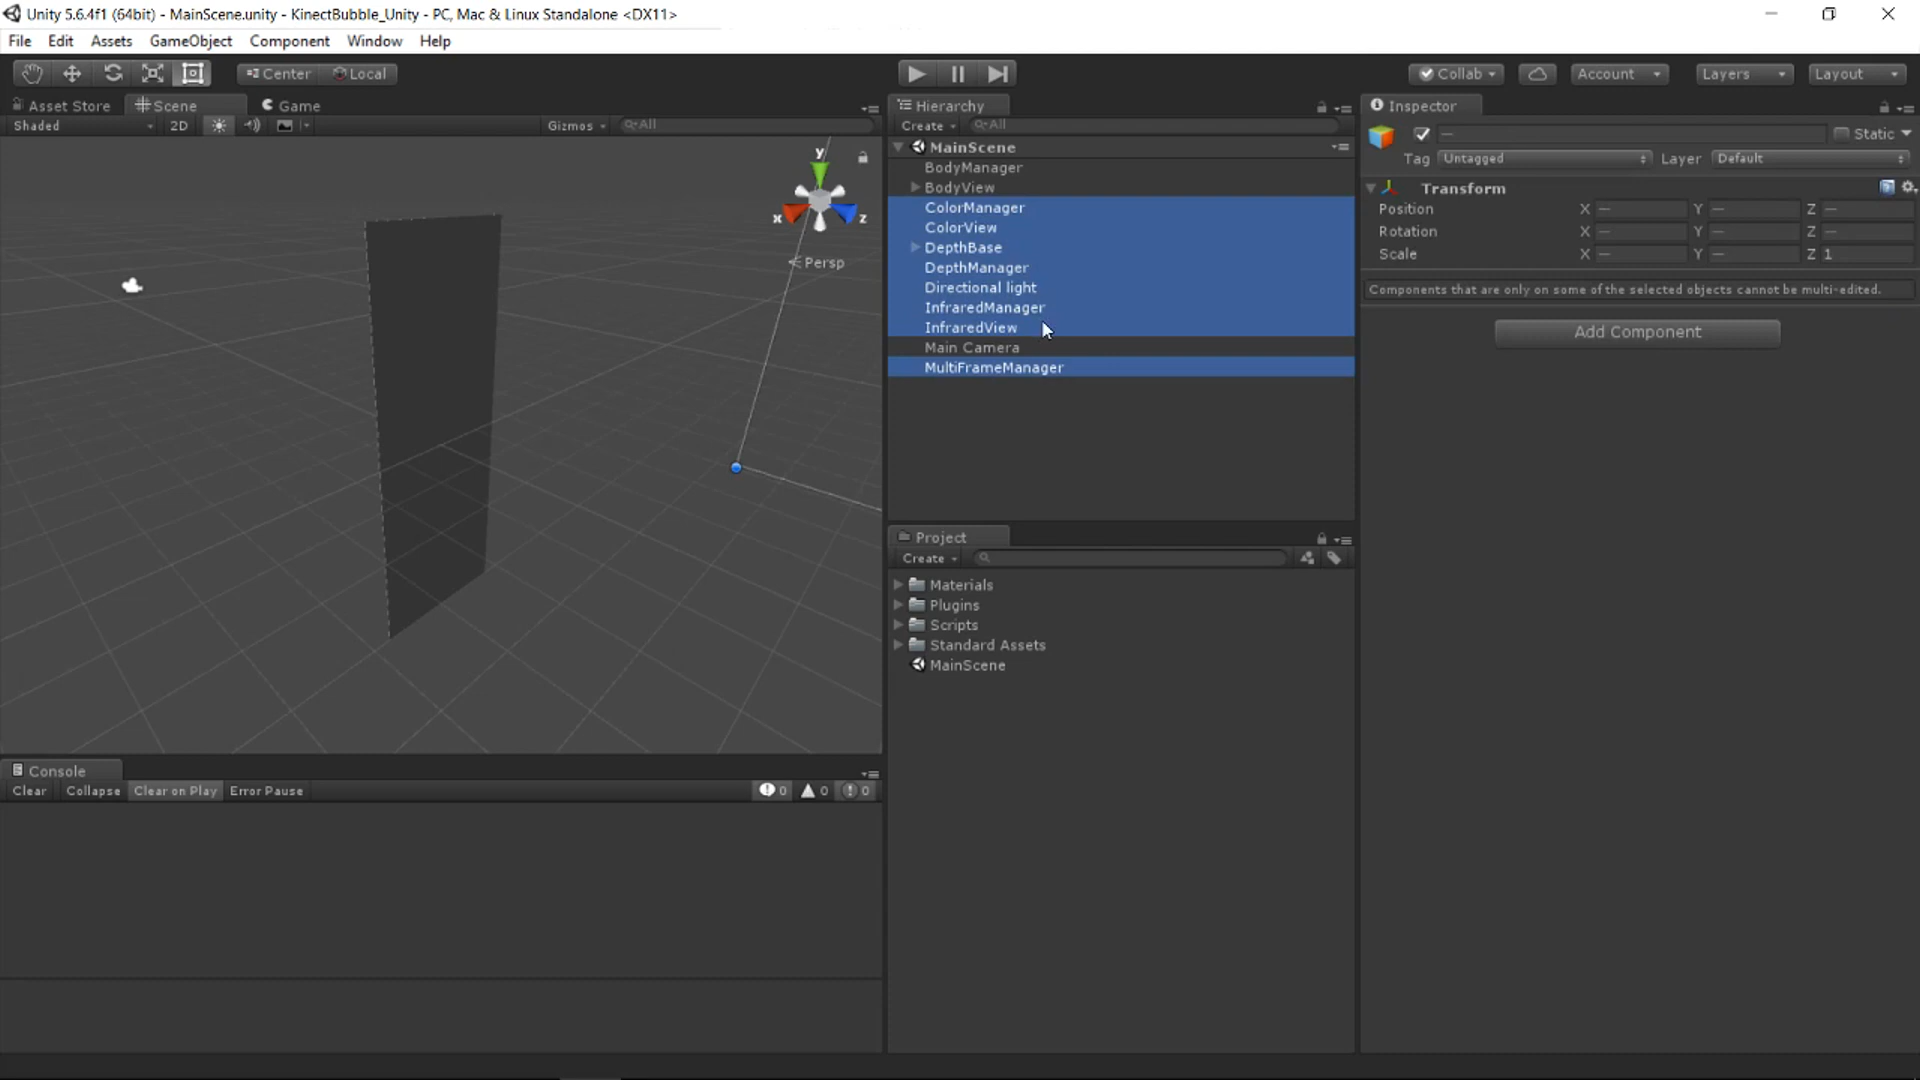 Unity 5.6.4f1 (64bit) - MainScene.unity - KinectBubble_Unity - PC, Mac & Linux Standalone <DX11>
File Edit Assets GameObject Component Window Help
Center Local Collab Account Layers Layout
Asset Store Scene Game
Shaded 2D Gizmos All
y
x z
Persp
Hierarchy
Create All
MainScene
BodyManager
BodyView
ColorManager
ColorView
DepthBase
DepthManager
Directional light
InfraredManager
InfraredView
Main Camera
MultiFrameManager
Project
Create
Materials
Plugins
Scripts
Standard Assets
MainScene
Inspector
— Static
Tag Untagged Layer Default
Transform
Position X — Y — Z —
Rotation X — Y — Z —
Scale X — Y — Z 1
Components that are only on some of the selected objects cannot be multi-edited.
Add Component
Console
Clear Collapse Clear on Play Error Pause 0 0 0